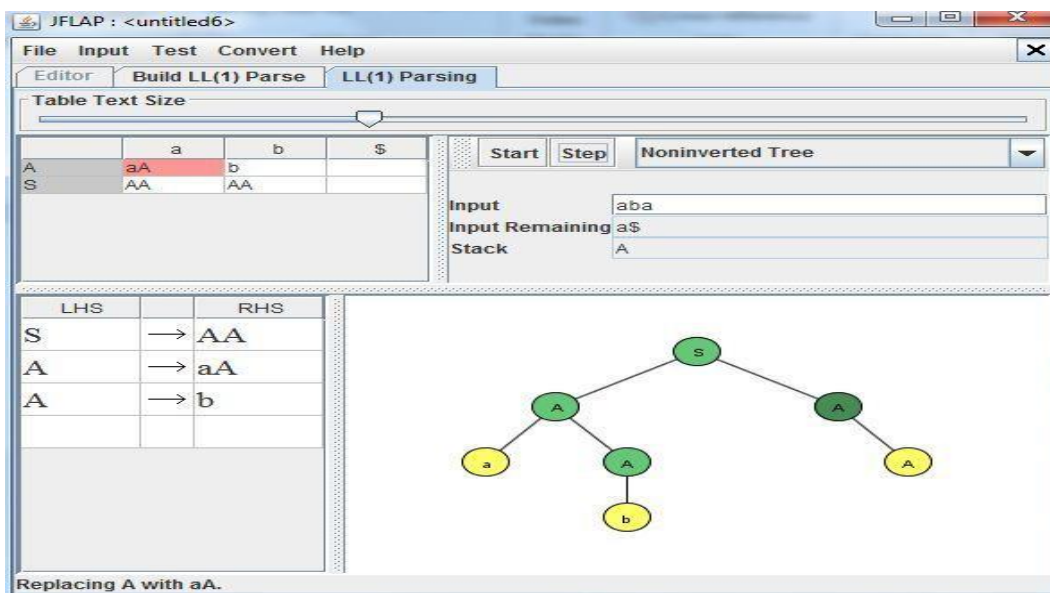 JFLAP : <untitled6>
File Input Test Convert Help
Editor Build LL(1) Parse LL(1) Parsing
Table Text Size
a b $
A aA b
S AA AA
Start Step Noninverted Tree
Input aba
Input Remaining a$
Stack A
LHS RHS
S → AA
A → aA
A → b
S
A A
a A A
b
Replacing A with aA.